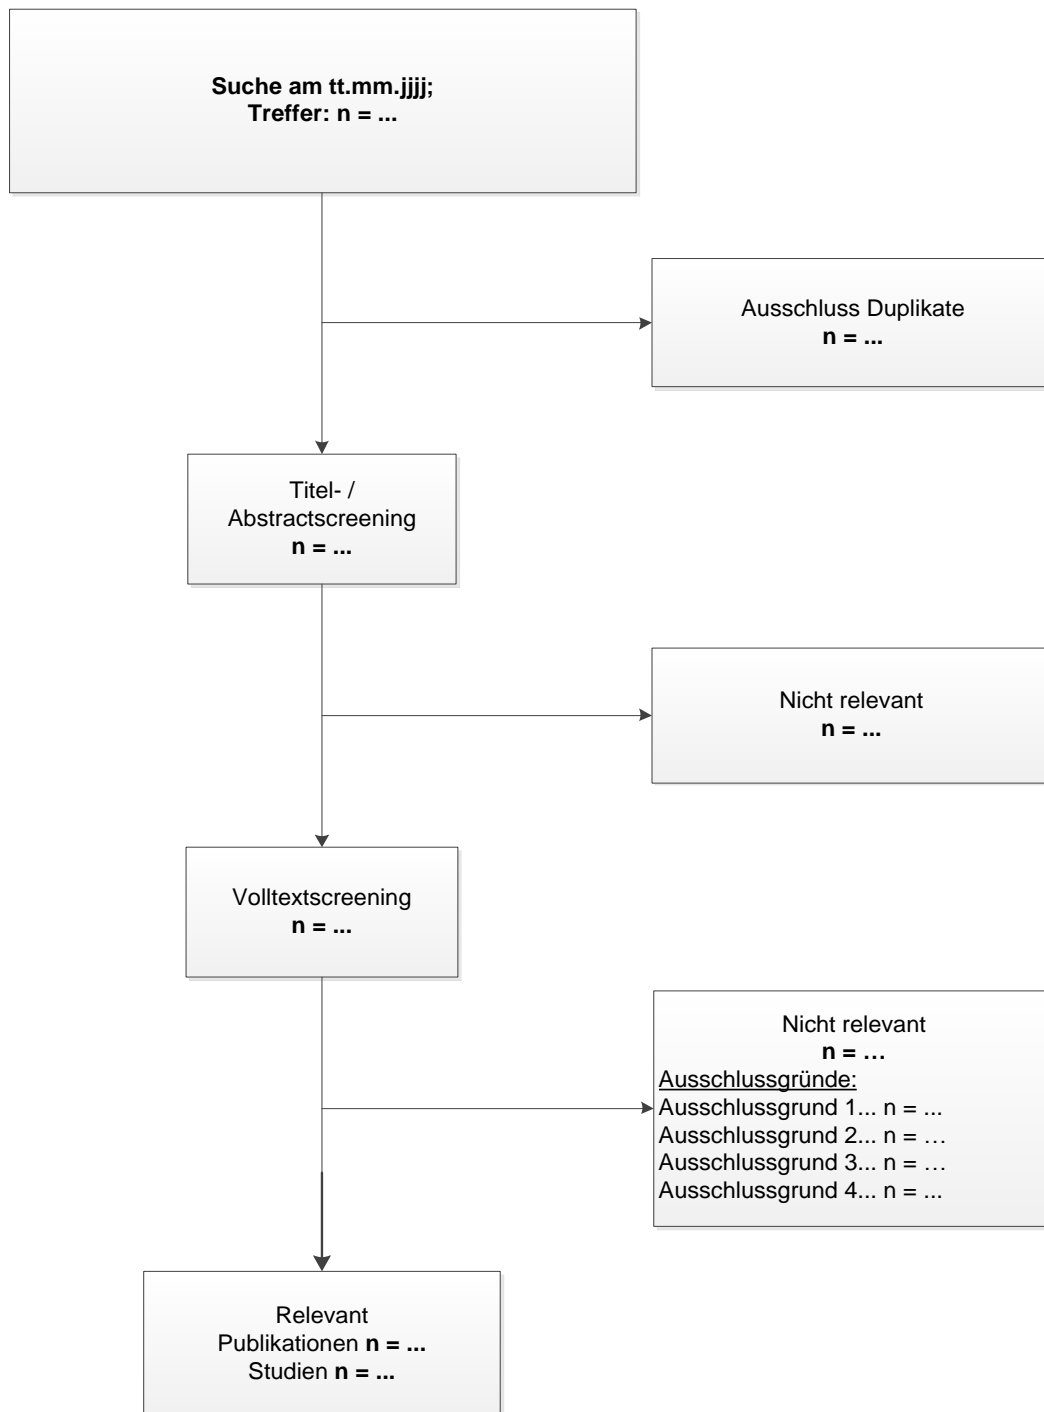 Suche am tt.mm.jjjj;
Treffer: n = ...
Ausschluss Duplikate
n = ...
Titel- /
Abstractscreening
n = ...
Nicht relevant
n = ...
Volltextscreening
n = ...
Nicht relevant
n = …
Ausschlussgründe:
Ausschlussgrund 1... n = ...
Ausschlussgrund 2... n = …
Ausschlussgrund 3... n = …
Ausschlussgrund 4... n = ...
Relevant
Publikationen n = ...
Studien n = ...